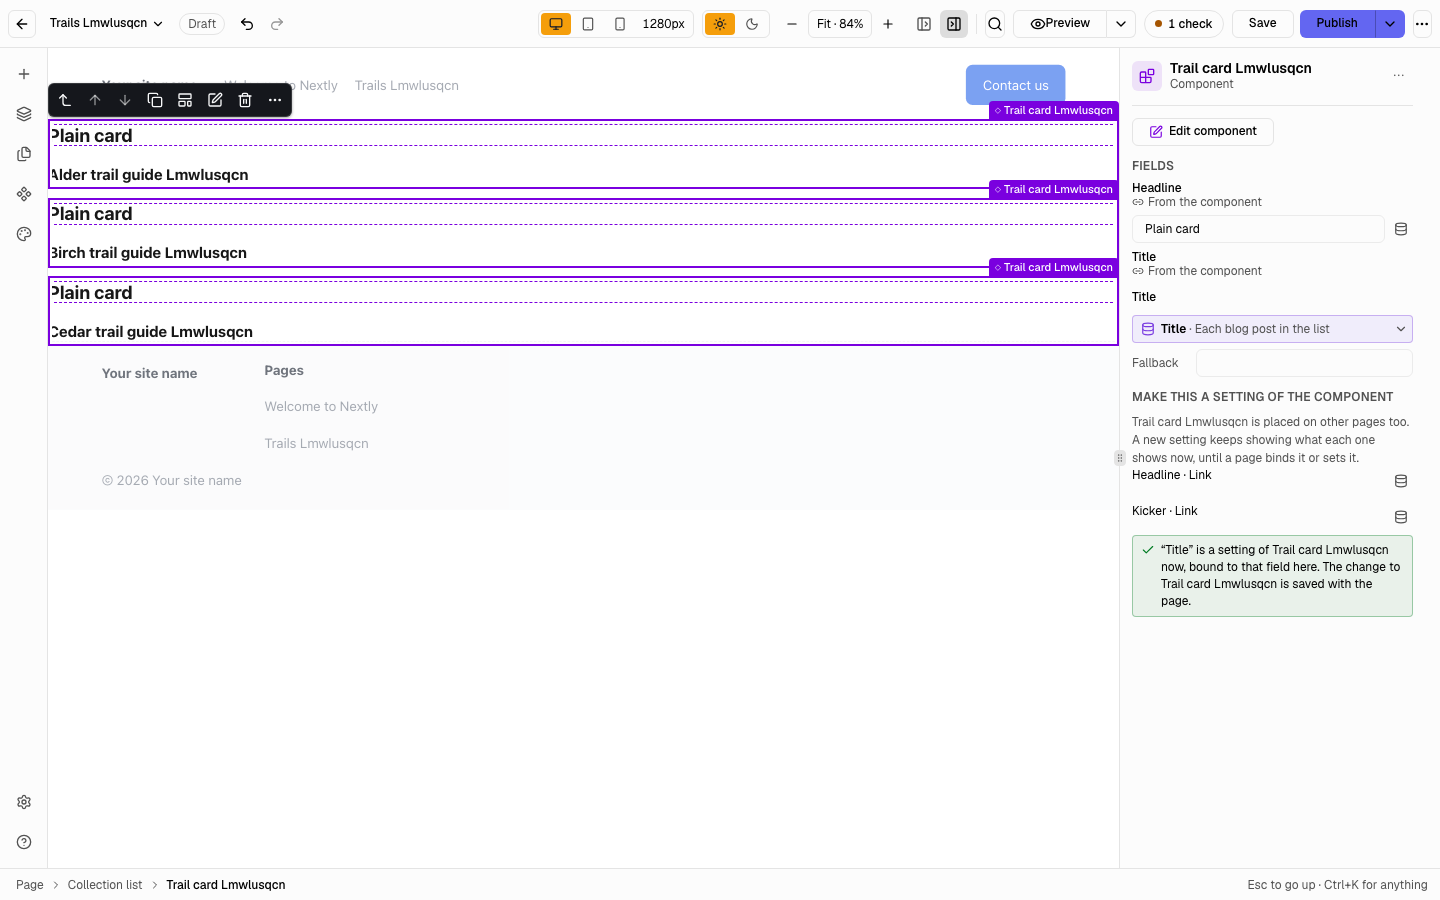 Trails Lmwlusqcn
Draft
1280px
Fit · 84%
Preview
1 check
Save
Publish
Welcome to Nextly
Trails Lmwlusqcn
Contact us
Trail card Lmwlusqcn
Plain card
Alder trail guide Lmwlusqcn
Trail card Lmwlusqcn
Plain card
Birch trail guide Lmwlusqcn
Trail card Lmwlusqcn
Plain card
Cedar trail guide Lmwlusqcn
Your site name
Pages
Welcome to Nextly
Trails Lmwlusqcn
© 2026 Your site name
Trail card Lmwlusqcn
Component
Edit component
FIELDS
Headline
From the component
Plain card
Title
From the component
Title
Title · Each blog post in the list
Fallback
MAKE THIS A SETTING OF THE COMPONENT
Trail card Lmwlusqcn is placed on other pages too.
A new setting keeps showing what each one
shows now, until a page binds it or sets it.
Headline · Link
Kicker · Link
“Title” is a setting of Trail card Lmwlusqcn
now, bound to that field here. The change to
Trail card Lmwlusqcn is saved with the
page.
Page
Collection list
Trail card Lmwlusqcn
Esc to go up · Ctrl+K for anything